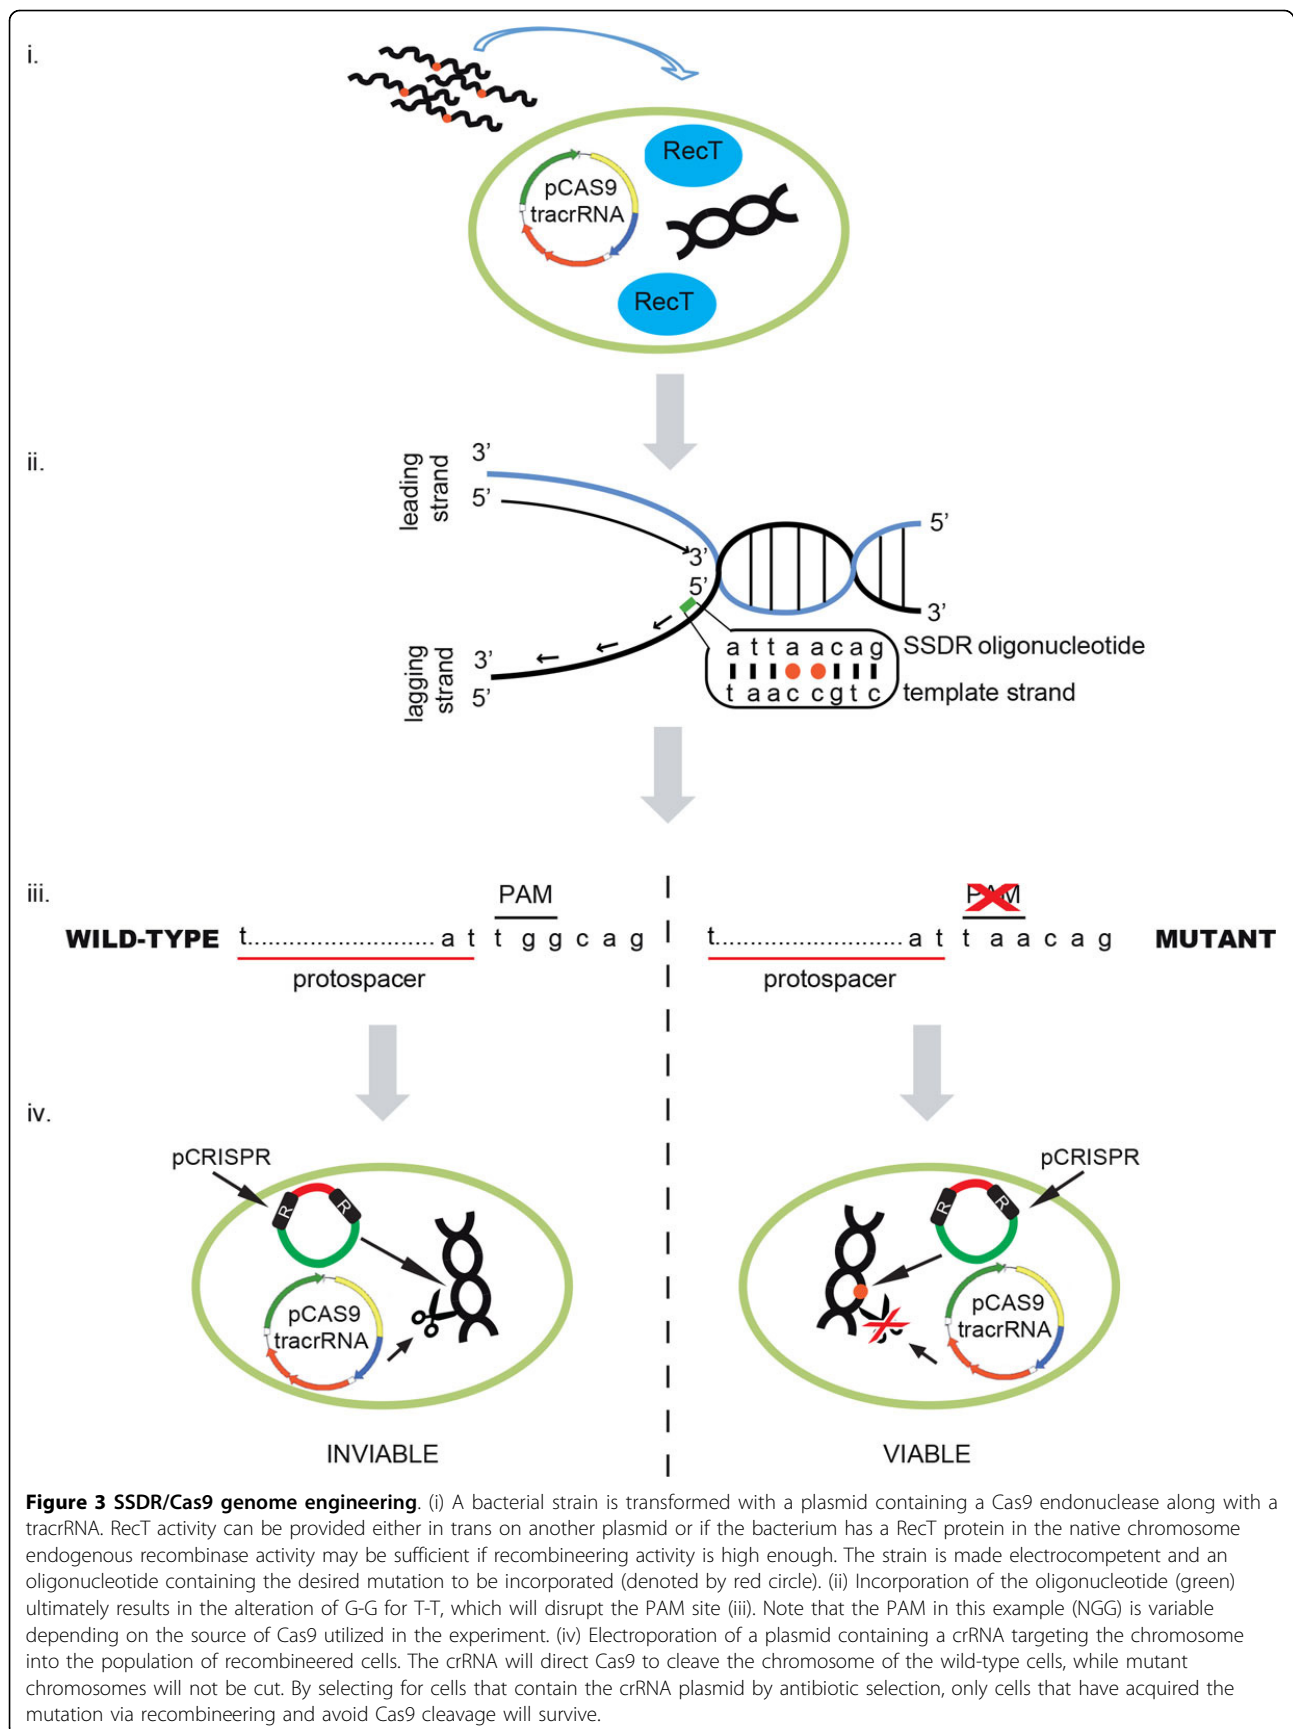 i.
RecT
pCAS9
tracrRNA
RecT
ii.
leading
strand
3’
5’
3’
5’
5’
3’
lagging
strand
3’
5’
a t t a a c a g
SSDR oligonucleotide
t a a c c g t c
template strand
iii.
PAM
WILD-TYPE
t........................... a t t g g c a g
protospacer
PAM
t........................... a t t a a c a g
MUTANT
protospacer
iv.
pCRISPR
R
R
pCAS9
tracrRNA
INVIABLE
pCRISPR
R
R
pCAS9
tracrRNA
VIABLE
Figure 3 SSDR/Cas9 genome engineering. (i) A bacterial strain is transformed with a plasmid containing a Cas9 endonuclease along with a
tracrRNA. RecT activity can be provided either in trans on another plasmid or if the bacterium has a RecT protein in the native chromosome
endogenous recombinase activity may be sufficient if recombineering activity is high enough. The strain is made electrocompetent and an
oligonucleotide containing the desired mutation to be incorporated (denoted by red circle). (ii) Incorporation of the oligonucleotide (green)
ultimately results in the alteration of G-G for T-T, which will disrupt the PAM site (iii). Note that the PAM in this example (NGG) is variable
depending on the source of Cas9 utilized in the experiment. (iv) Electroporation of a plasmid containing a crRNA targeting the chromosome
into the population of recombineered cells. The crRNA will direct Cas9 to cleave the chromosome of the wild-type cells, while mutant
chromosomes will not be cut. By selecting for cells that contain the crRNA plasmid by antibiotic selection, only cells that have acquired the
mutation via recombineering and avoid Cas9 cleavage will survive.